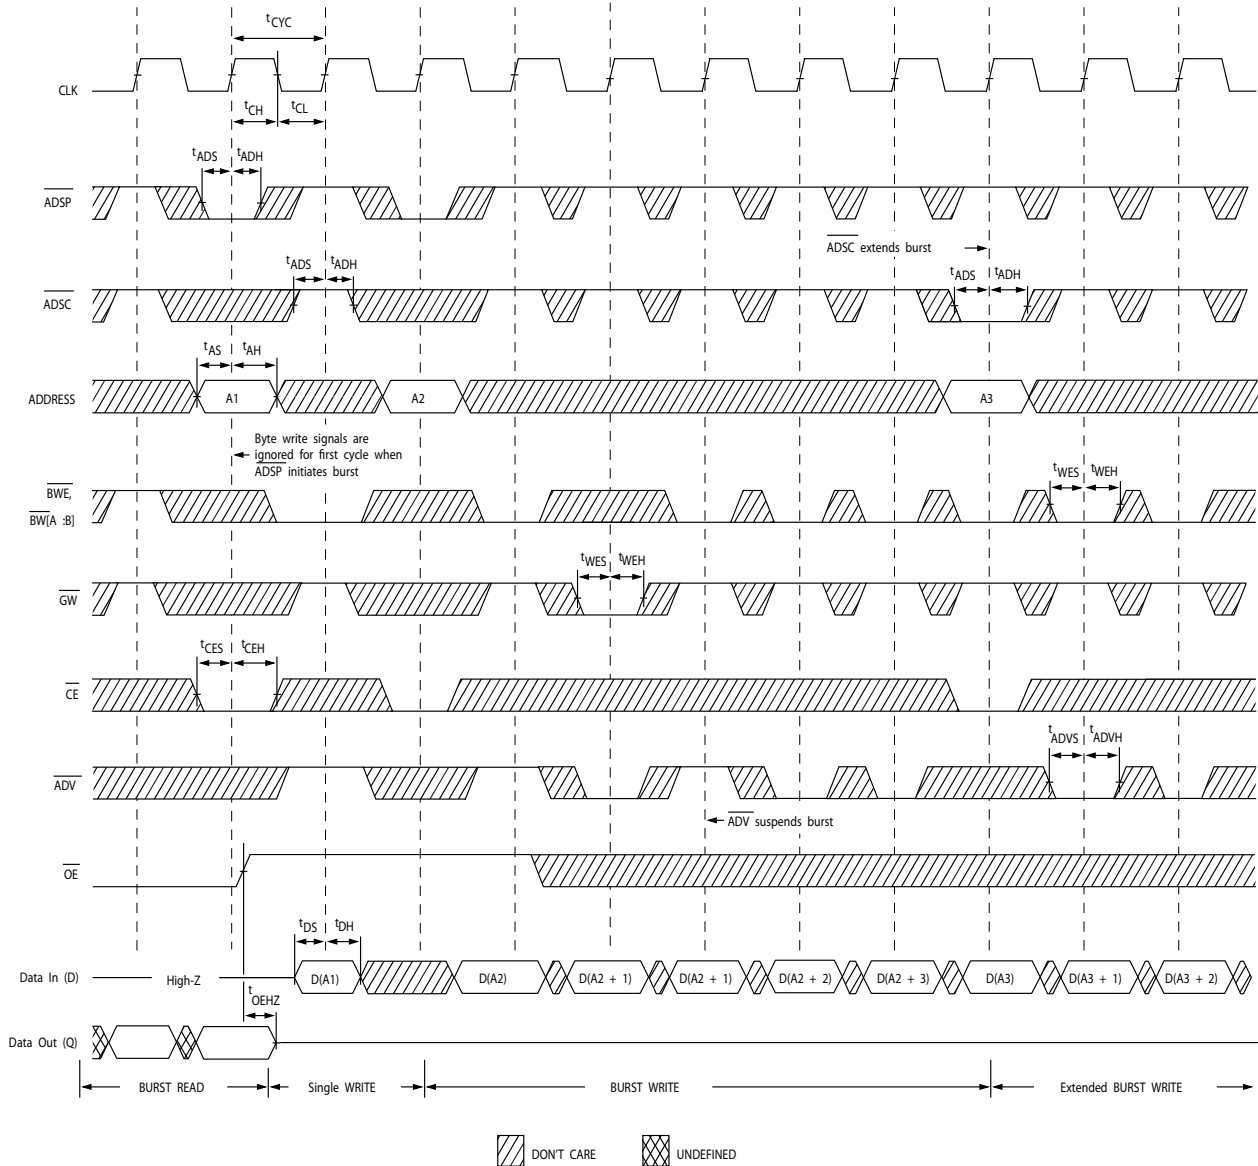 tCYC
CLK
tCH
tCL
tADS
tADH
ADSP
ADSC extends burst
tADS
tADH
tADS
tADH
ADSC
tAS
tAH
ADDRESS
A1
A2
A3
Byte write signals are
ignored for first cycle when
ADSP initiates burst
tWES
tWEH
BWE,
BW[A :B]
tWES
tWEH
GW
tCES
tCEH
CE
tADVS
tADVH
ADV
ADV suspends burst
OE
tDS
tDH
Data In (D)
High-Z
D(A1)
D(A2)
D(A2 + 1)
D(A2 + 1)
D(A2 + 2)
D(A2 + 3)
D(A3)
D(A3 + 1)
D(A3 + 2)
tOEHZ
Data Out (Q)
BURST READ
Single WRITE
BURST WRITE
Extended BURST WRITE
DON'T CARE
UNDEFINED